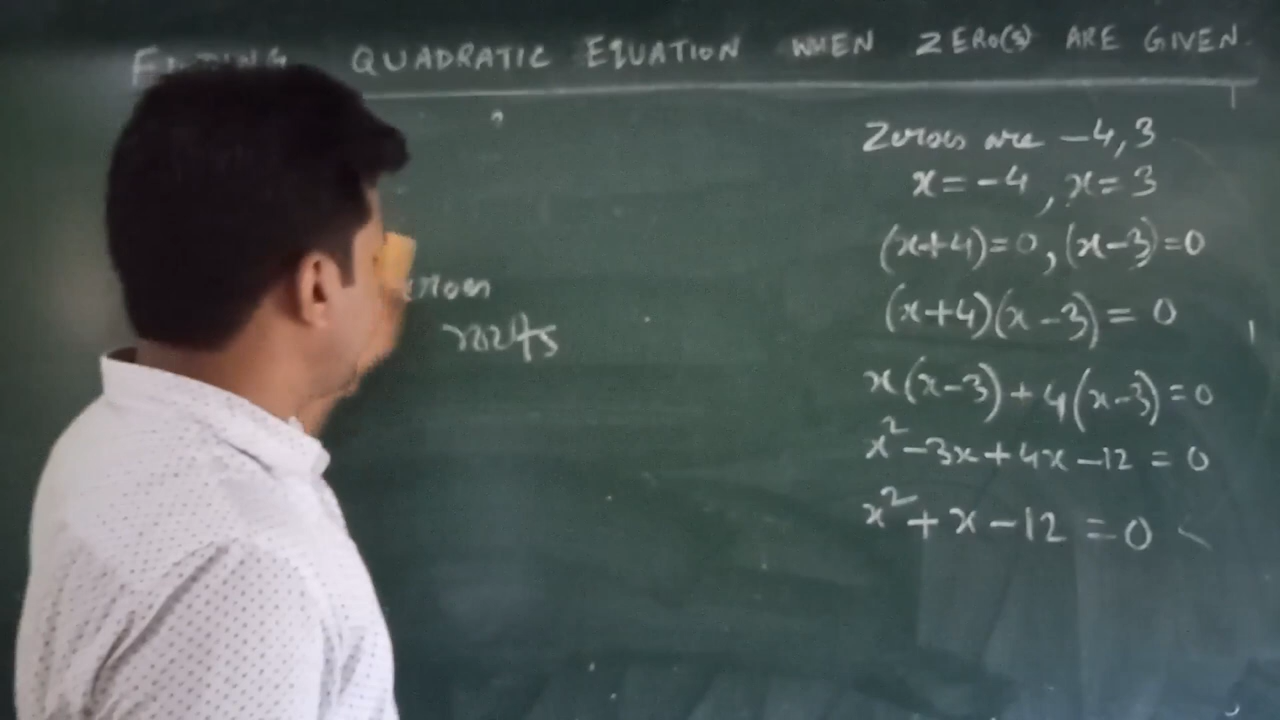 QUADRATIC EQUATION WHEN ZERO(S) ARE GIVEN
roots
Zeroes are -4, 3
x = -4, x = 3
(x+4)=0, (x-3)=0
(x+4)(x-3) = 0
x(x-3) + 4(x-3) = 0
x² - 3x + 4x - 12 = 0
x² + x - 12 = 0